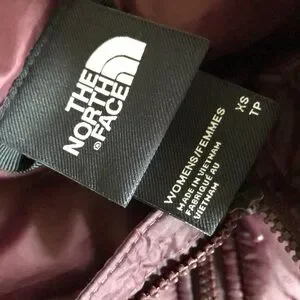 THE
NORTH
FACE
®
XS
TP
WOMENS/FEMMES
MADE IN VIETNAM
FABRIQUÉ AU
VIETNAM